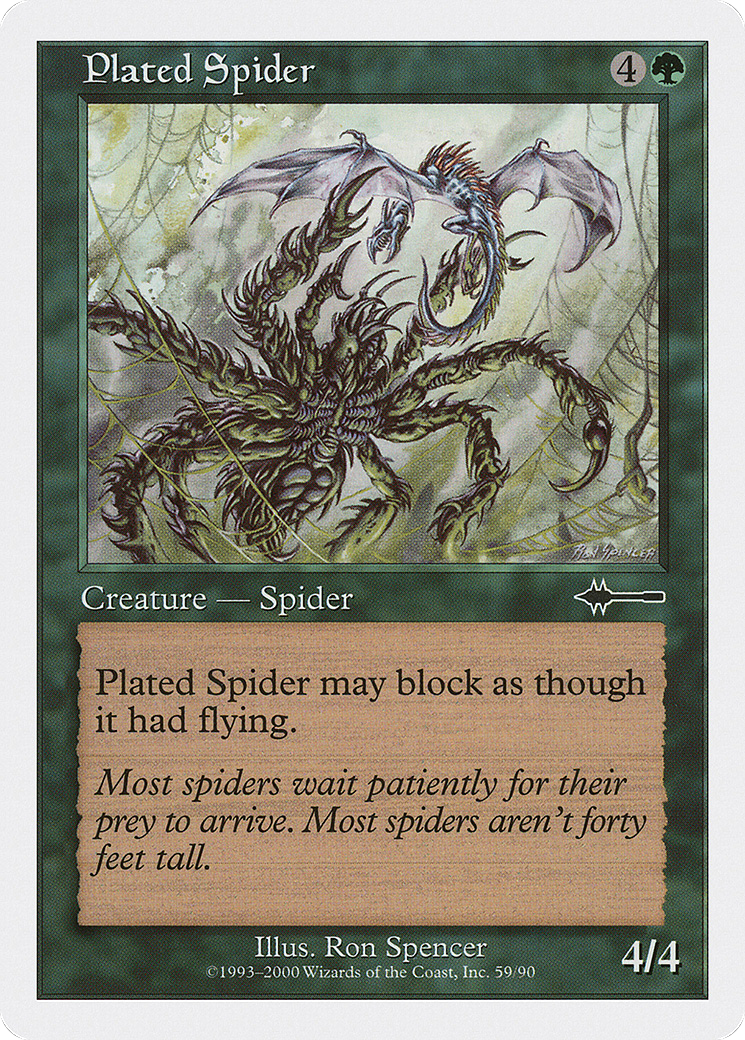 Plated Spider 4
RON SPENCER
Creature — Spider
Plated Spider may block as though
it had flying.
Most spiders wait patiently for their
prey to arrive. Most spiders aren't forty
feet tall.
Illus. Ron Spencer
©1993–2000 Wizards of the Coast, Inc. 59/90
4/4